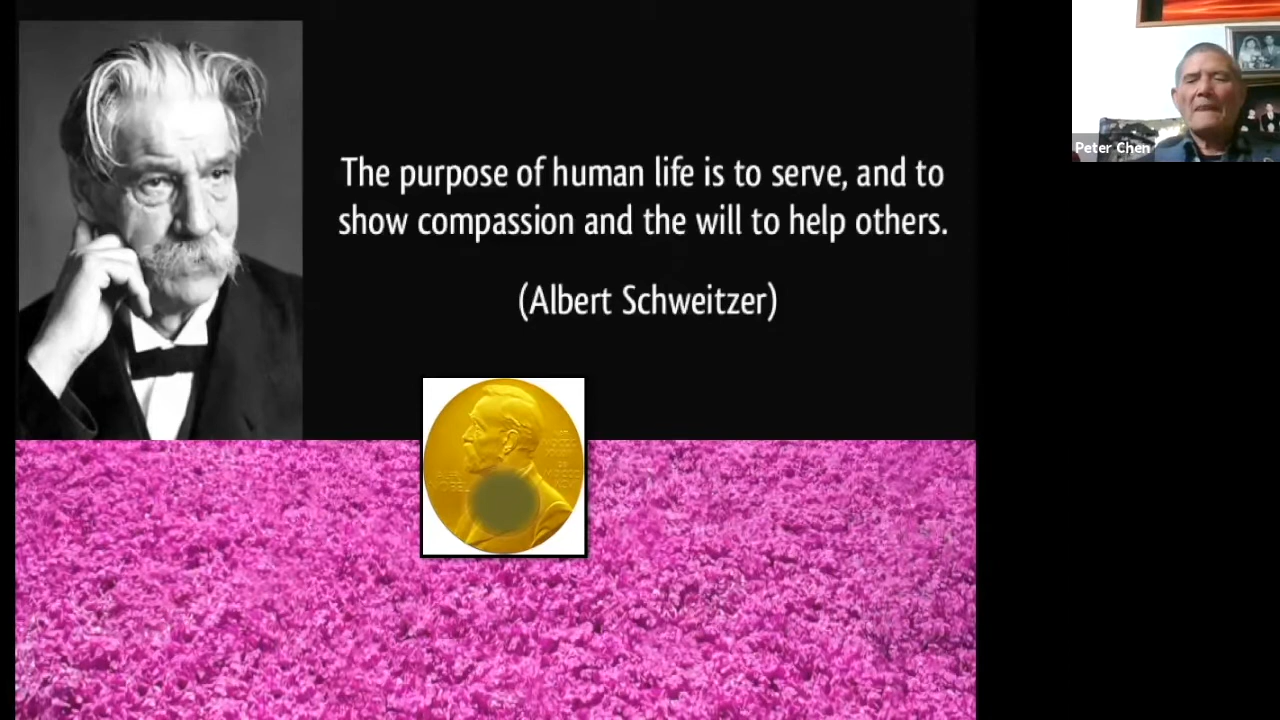 The purpose of human life is to serve, and to
show compassion and the will to help others.
(Albert Schweitzer)
Peter Chen